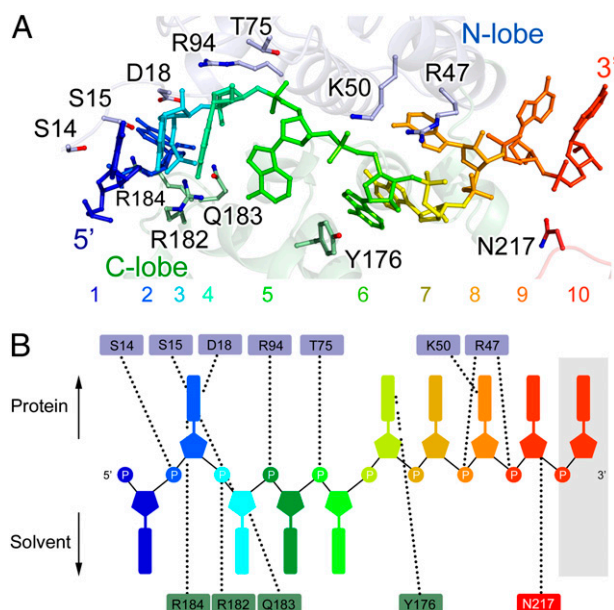 A
T75
N-lobe
R94
3'
D18
K50
R47
S15
S14
R184
Q183
R182
5'
Y176
N217
C-lobe
1 2 3 4 5 6 7 8 9 10
B
S14 S15 D18 R94 T75 K50 R47
Protein
5' P P P P P P P P P P 3'
Solvent
R184 R182 Q183 Y176 N217